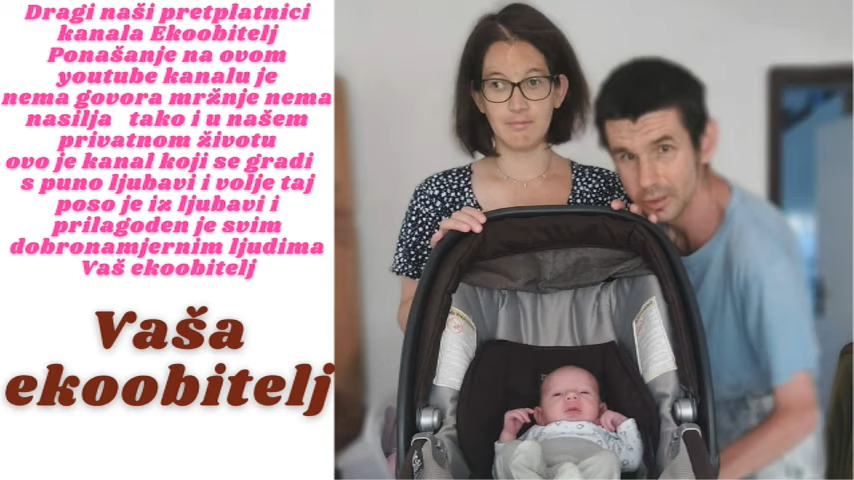 Dragi naši pretplatnici
kanala Ekoobitelj
Ponašanje na ovom
youtube kanalu je
nema govora mržnje nema
nasilja tako i u našem
privatnom životu
ovo je kanal koji se gradi
s puno ljubavi i volje taj
poso je iz ljubavi i
prilagođen je svim
dobronamjernim ljudima
Vaš ekoobitelj
Vaša
ekoobitelj